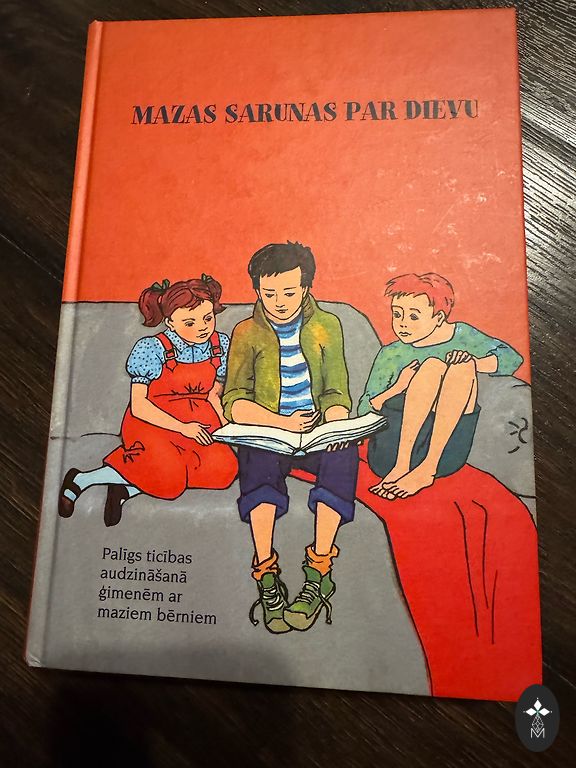 MAZAS SARUNAS PAR DIEVU
Palīgs ticības
audzināšanā
ģimenēm ar
maziem bērniem
M